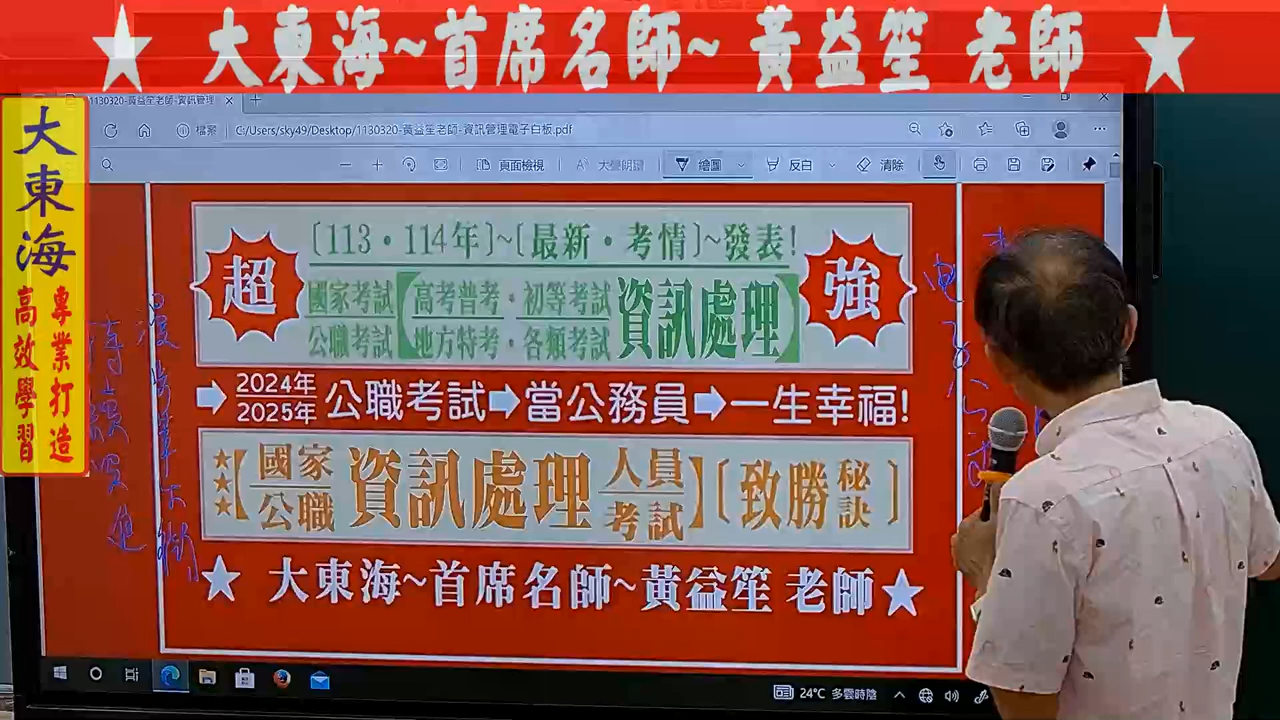 ★ 大東海~首席名師~ 黃益笙 老師 ★
大東海
專業打造
高效學習
1130320-黃益笙老師-資訊管理
檔案 C:/Users/sky49/Desktop/1130320-黃益笙老師-資訊管理電子白板.pdf
頁面檢視 繪圖 反白 清除
超
〔113・114年〕~〔最新・考情〕~發表!
國家考試
公職考試
【高考普考・初等考試
地方特考・各類考試
資訊處理】
強
➡ 2024年
2025年
公職考試➡當公務員➡一生幸福!
★★★【國家
公職
資訊處理
人員
考試】
〔致勝
秘訣〕
★ 大東海~首席名師~黃益笙 老師★
24°C 多雲時陰